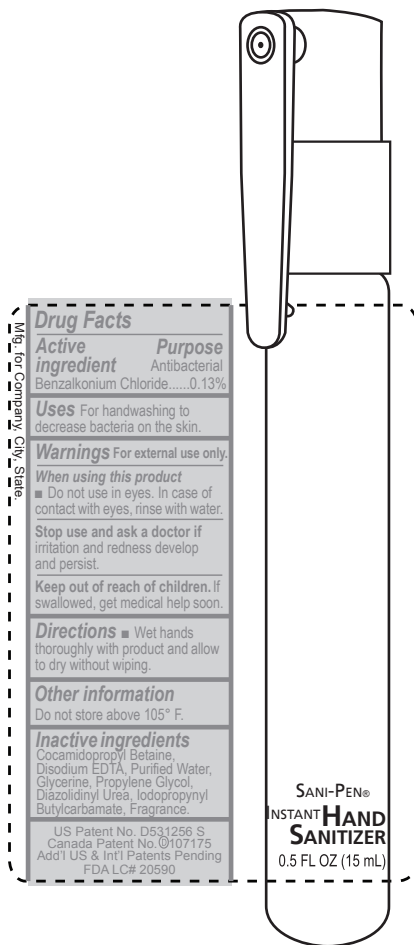 Drug Facts
Active Purpose
ingredient Antibacterial
Benzalkonium Chloride......0.13%
Uses For handwashing to
decrease bacteria on the skin.
Warnings For external use only.
When using this product
■ Do not use in eyes. In case of
contact with eyes, rinse with water.
Stop use and ask a doctor if
irritation and redness develop
and persist.
Keep out of reach of children. If
swallowed, get medical help soon.
Directions ■ Wet hands
thoroughly with product and allow
to dry without wiping.
Other information
Do not store above 105° F.
Inactive ingredients
Cocamidopropyl Betaine,
Disodium EDTA, Purified Water,
Glycerine, Propylene Glycol,
Diazolidinyl Urea, Iodopropynyl
Butylcarbamate, Fragrance.
US Patent No. D531256 S
Canada Patent No. Ⓓ107175
Add'l US & Int'l Patents Pending
FDA LC# 20590
Mfg. for Company, City, State.
SANI-PEN®
INSTANT HAND
SANITIZER
0.5 FL OZ (15 mL)